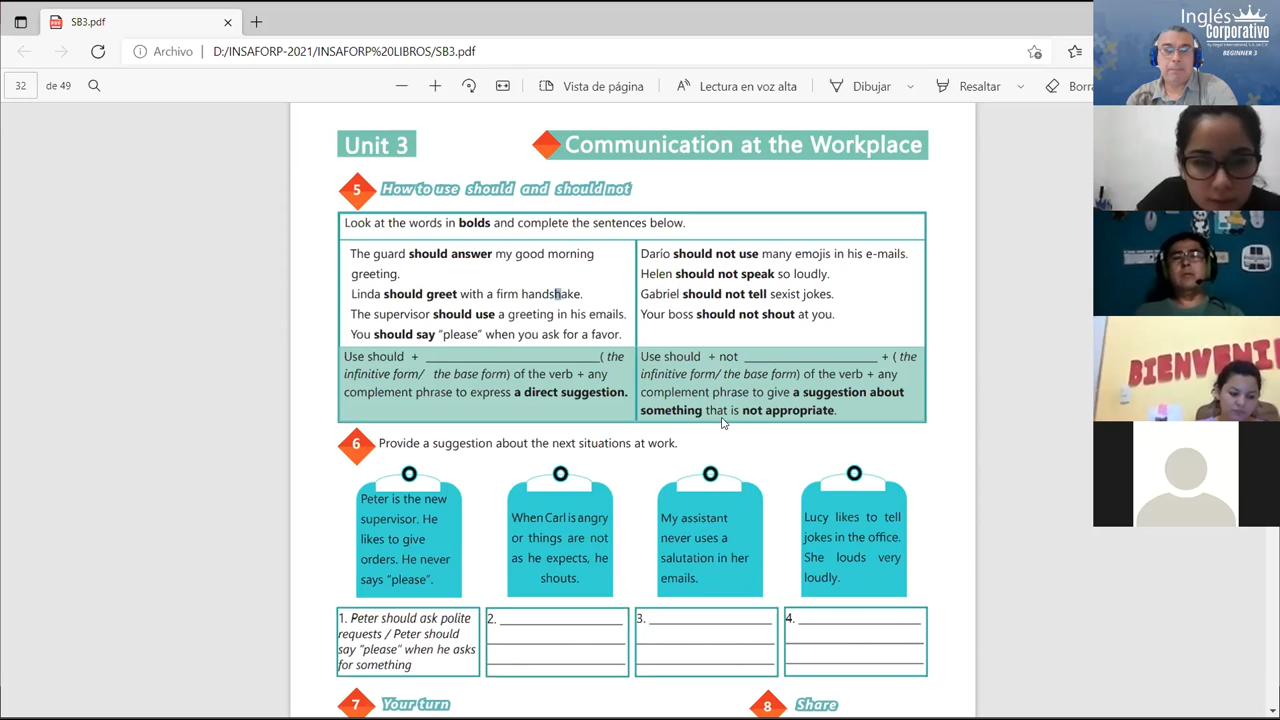 SB3.pdf
Archivo
D:/INSAFORP-2021/INSAFORP%20LIBROS/SB3.pdf
32
de 49
Vista de página
Lectura en voz alta
Dibujar
Resaltar
Borra
Inglés
Corporativo
BEGINNER 3
BIENVENI
Unit 3
Communication at the Workplace
5
How to use should and should not
Look at the words in bolds and complete the sentences below.
The guard should answer my good morning
greeting.
Linda should greet with a firm handshake.
The supervisor should use a greeting in his emails.
You should say “please” when you ask for a favor.
Darío should not use many emojis in his e-mails.
Helen should not speak so loudly.
Gabriel should not tell sexist jokes.
Your boss should not shout at you.
Use should + ________________________( the
infinitive form/ the base form) of the verb + any
complement phrase to express a direct suggestion.
Use should + not ____________________ + ( the
infinitive form/ the base form) of the verb + any
complement phrase to give a suggestion about
something that is not appropriate.
6
Provide a suggestion about the next situations at work.
Peter is the new
supervisor. He
likes to give
orders. He never
says “please”.
When Carl is angry
or things are not
as he expects, he
shouts.
My assistant
never uses a
salutation in her
emails.
Lucy likes to tell
jokes in the office.
She louds very
loudly.
1. Peter should ask polite
requests / Peter should
say “please” when he asks
for something
2. __________________
3. __________________
4. __________________
7
Your turn
8
Share